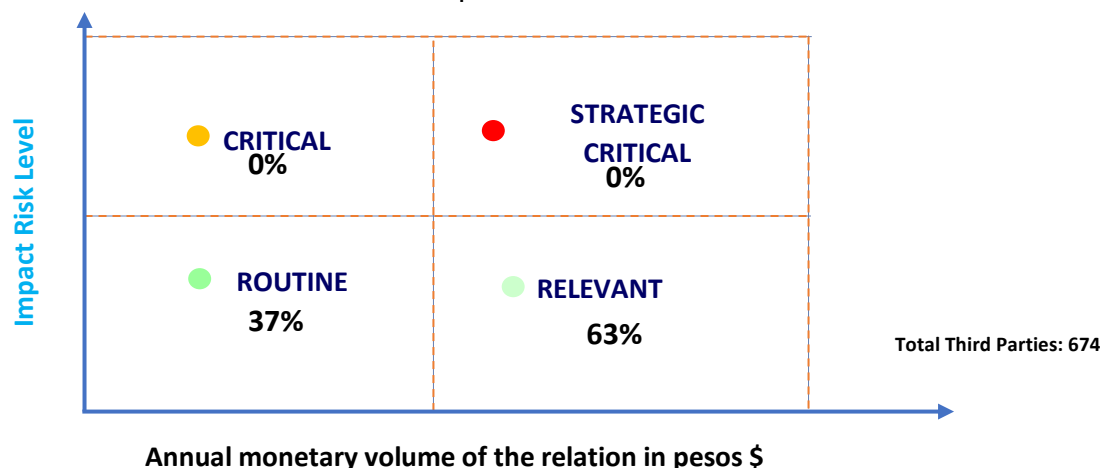 Impact Risk Level
CRITICAL
0%
STRATEGIC
CRITICAL
0%
ROUTINE
37%
RELEVANT
63%
Total Third Parties: 674
Annual monetary volume of the relation in pesos $